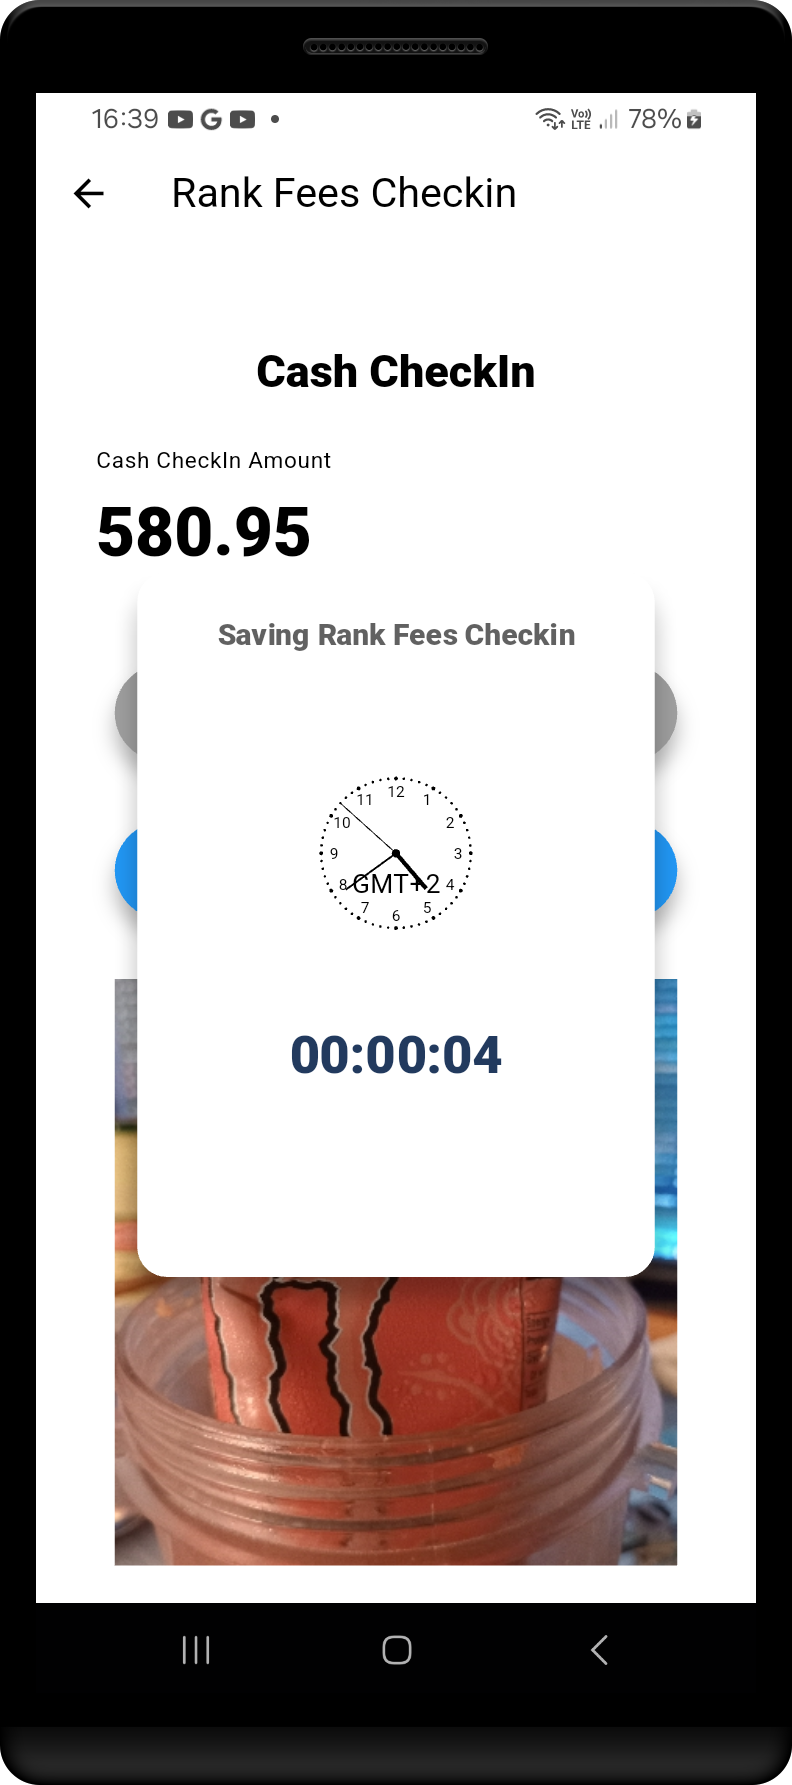 16:39 G Vo)) LTE 78%
Rank Fees Checkin
Cash CheckIn
Cash CheckIn Amount
580.95
Saving Rank Fees Checkin
12
11 1
10 2
9 3
8 GMT+2 4
7 5
6
00:00:04